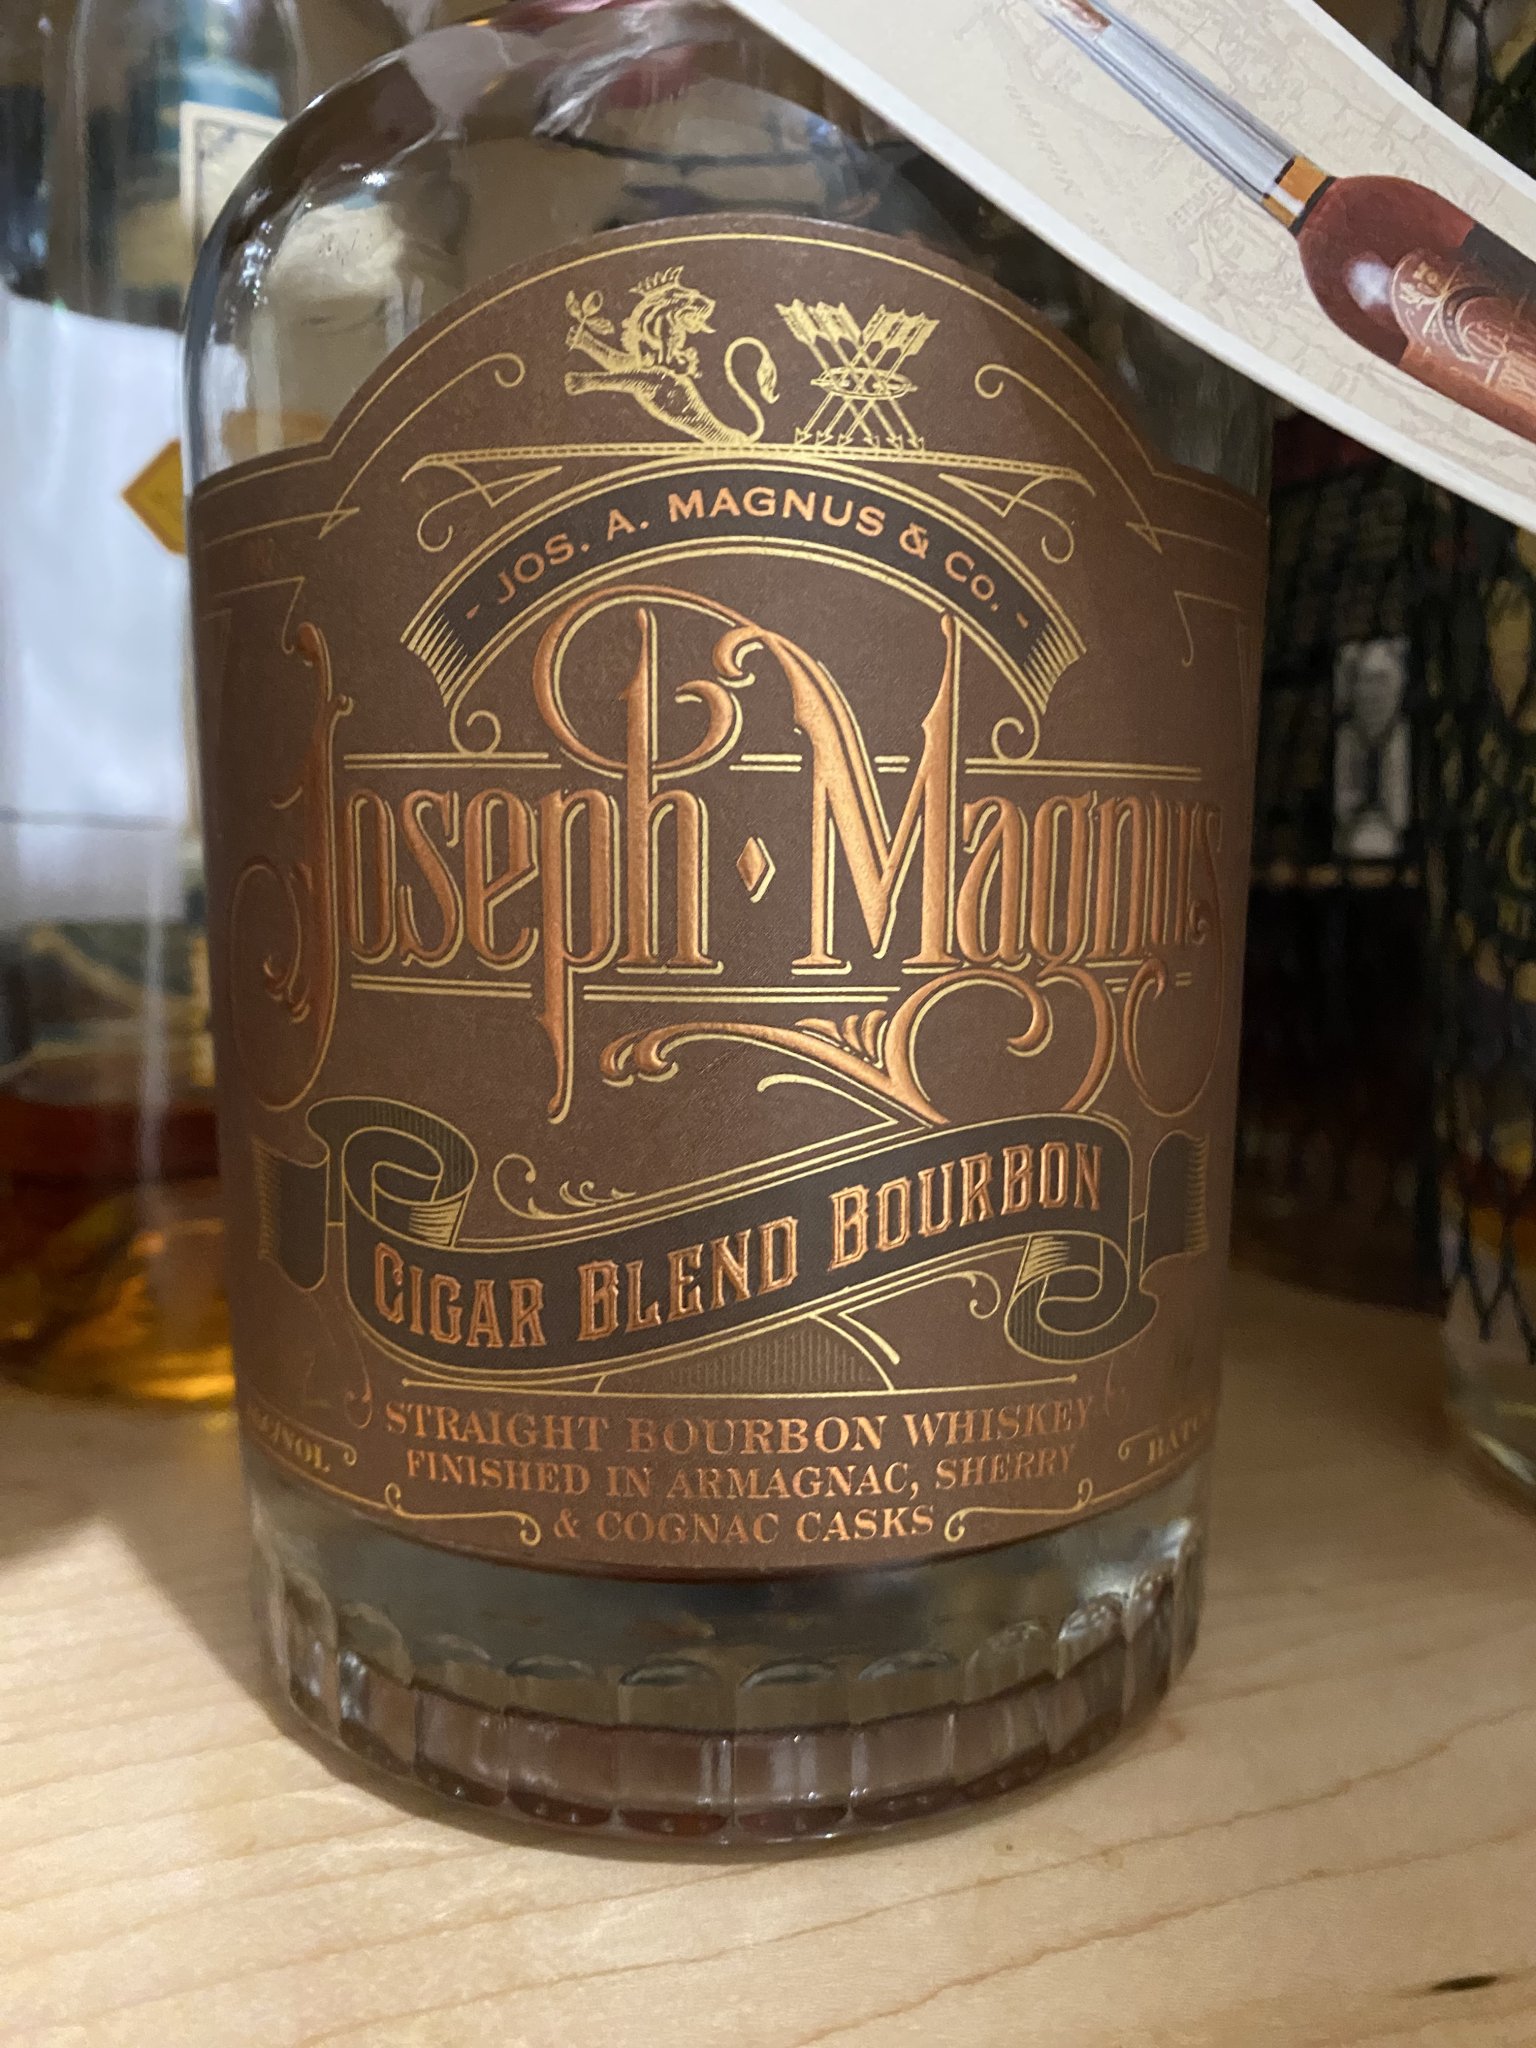 - JOS. A. MAGNUS & CO. -
Joseph Magnus
CIGAR BLEND BOURBON
STRAIGHT BOURBON WHISKEY
FINISHED IN ARMAGNAC, SHERRY
& COGNAC CASKS